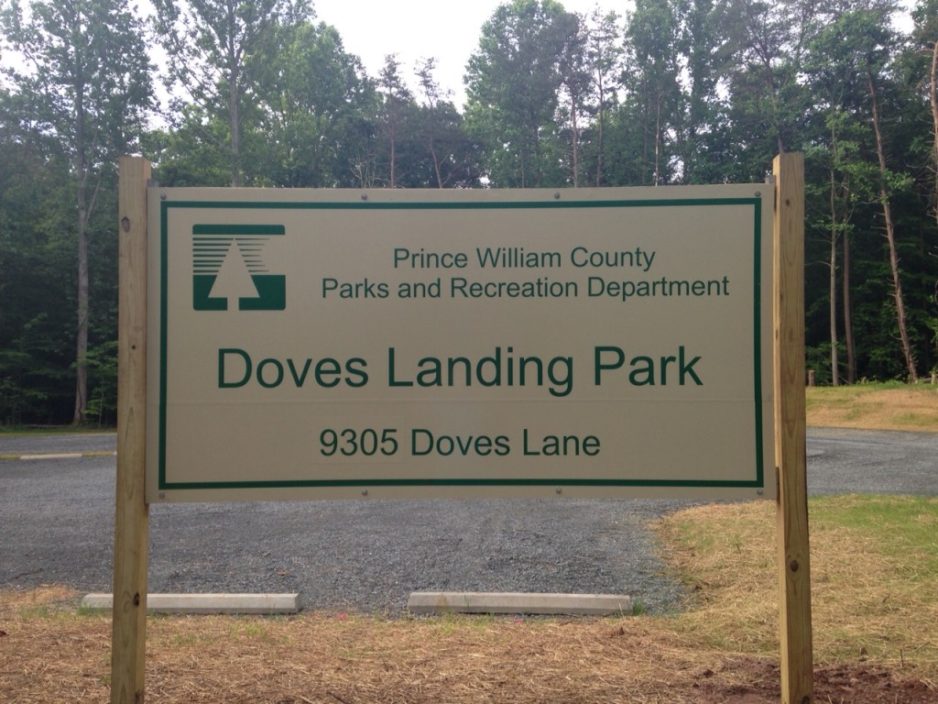 Prince William County
Parks and Recreation Department
Doves Landing Park
9305 Doves Lane